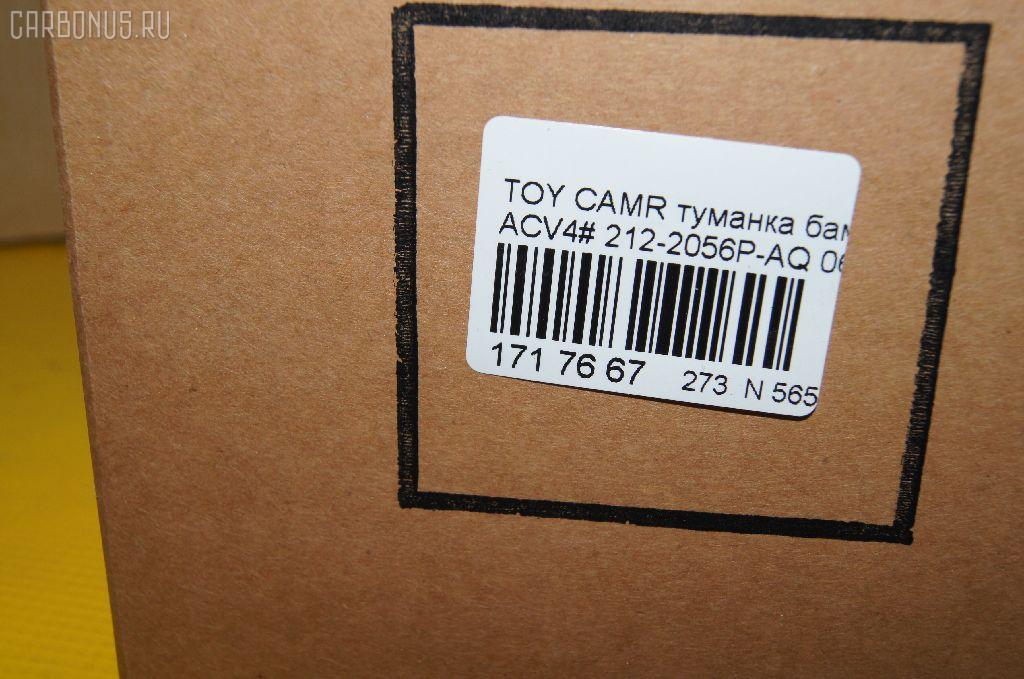 CARBONUS.RU
TOY CAMR туманка бам
ACV4# 212-2056P-AQ 06
171 76 67 273 N 565